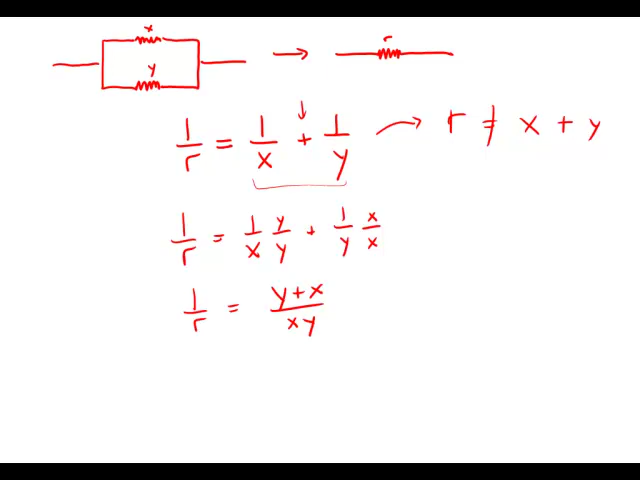 x
y → r
1/r = 1/x + 1/y → r ≠ x + y
1/r = 1/x y/y + 1/y x/x
1/r = y+x/xy